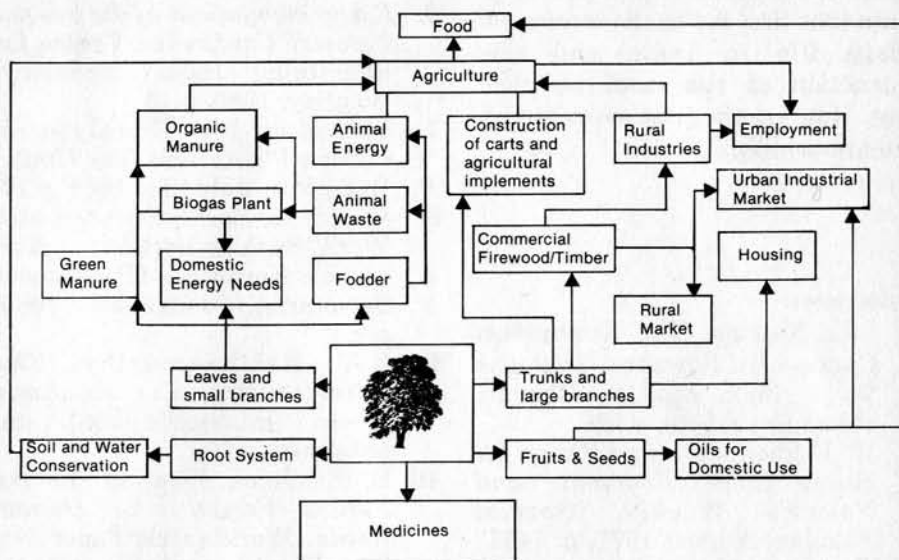 Food
Agriculture
Organic
Manure
Animal
Energy
Construction
of carts and
agricultural
implements
Rural
Industries
Employment
Urban Industrial
Market
Biogas Plant
Animal
Waste
Commercial
Firewood/Timber
Housing
Green
Manure
Domestic
Energy Needs
Fodder
Rural
Market
Leaves and
small branches
Trunks and
large branches
Soil and Water
Conservation
Root System
Fruits & Seeds
Oils for
Domestic Use
Medicines